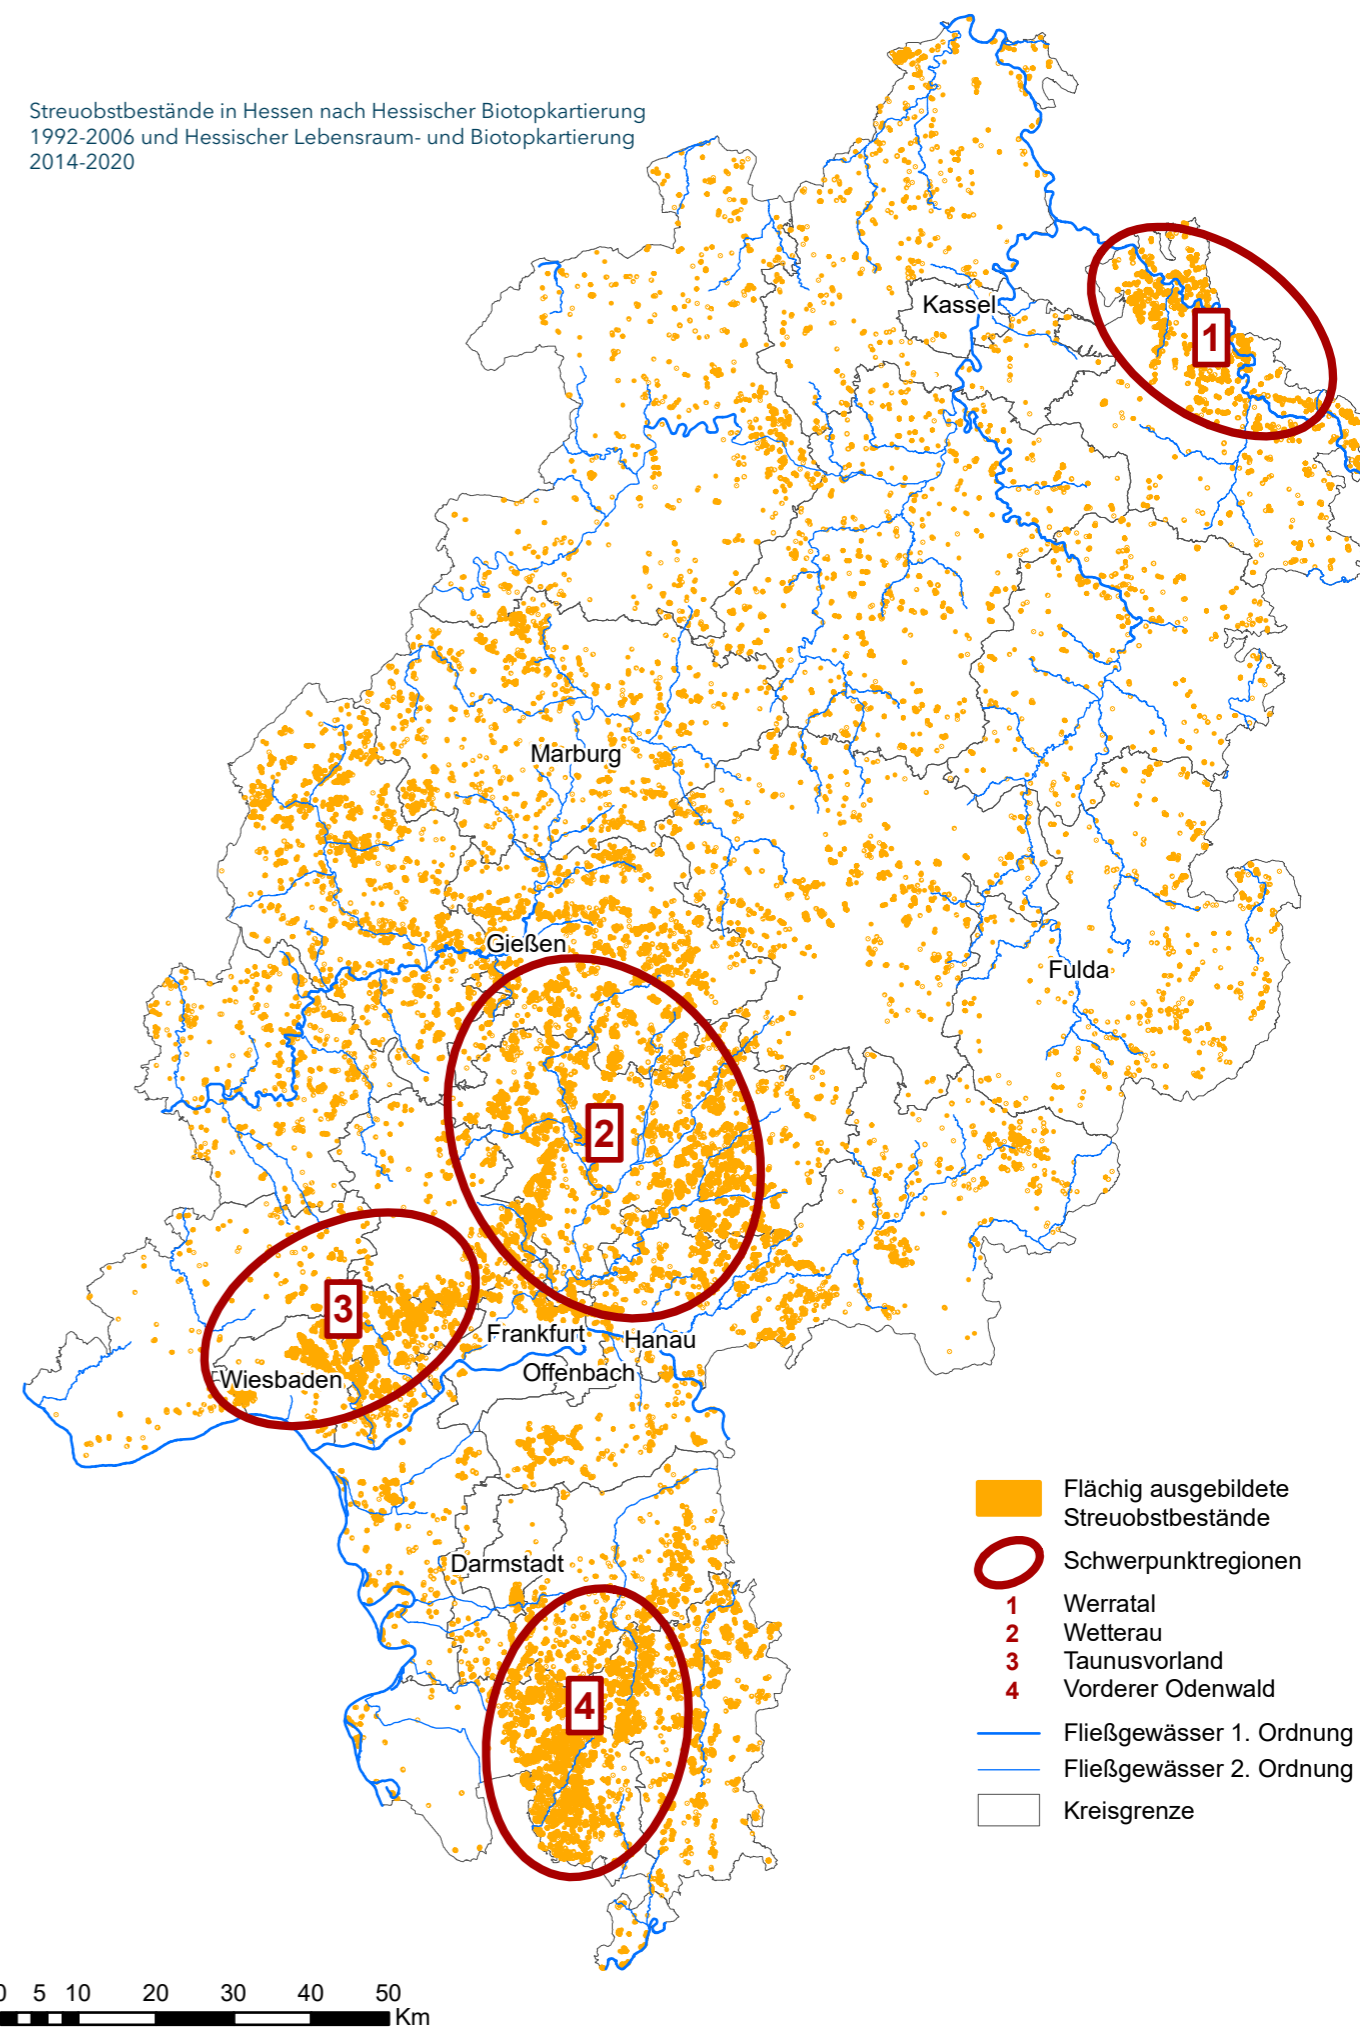 Streuobstbestände in Hessen nach Hessischer Biotopkartierung
1992-2006 und Hessischer Lebensraum- und Biotopkartierung
2014-2020
Kassel
1
Marburg
Gießen
Fulda
2
3
Frankfurt
Hanau
Offenbach
Wiesbaden
Darmstadt
4
Flächig ausgebildete
Streuobstbestände
Schwerpunktregionen
1 Werratal
2 Wetterau
3 Taunusvorland
4 Vorderer Odenwald
Fließgewässer 1. Ordnung
Fließgewässer 2. Ordnung
Kreisgrenze
0 5 10 20 30 40 50
Km